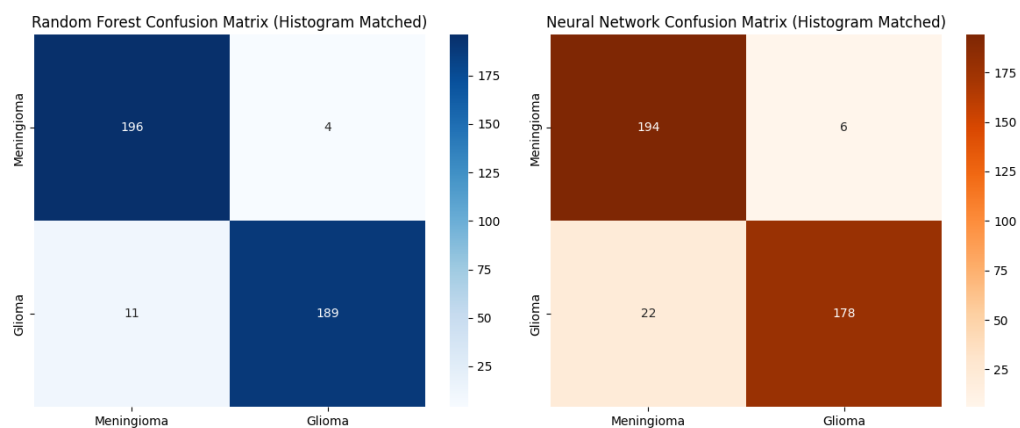 Random Forest Confusion Matrix (Histogram Matched)
Meningioma
Glioma
196
4
11
189
Meningioma
Glioma
175
150
125
100
75
50
25
Neural Network Confusion Matrix (Histogram Matched)
Meningioma
Glioma
194
6
22
178
Meningioma
Glioma
175
150
125
100
75
50
25